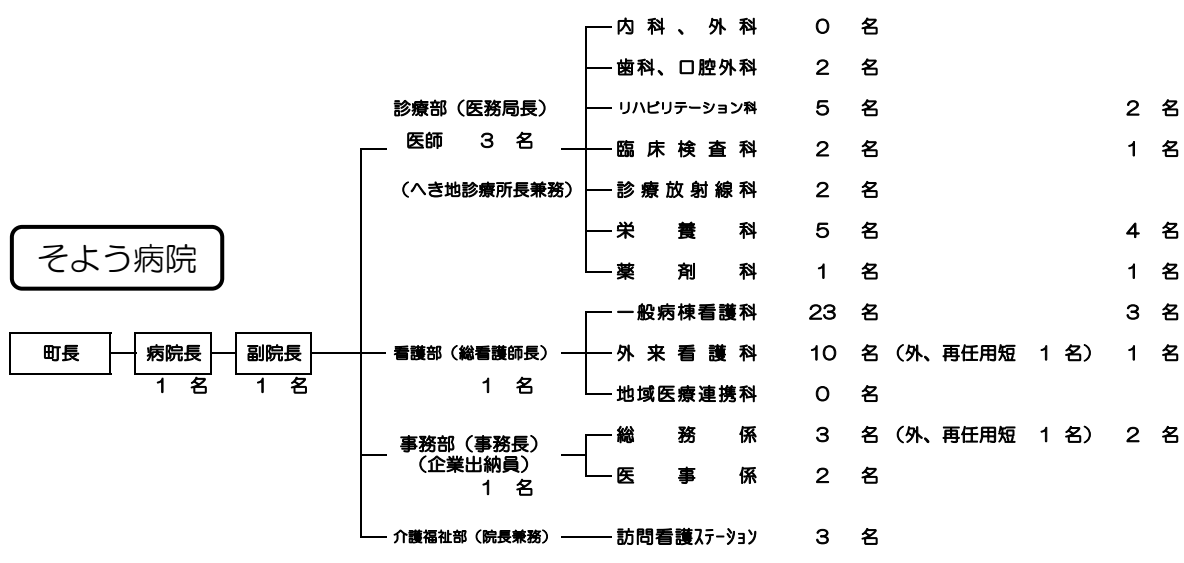 内科、外科 0 名
歯科、口腔外科 2 名
診療部（医務局長） リハビリテーション科 5 名 2 名
医師 3 名 臨床検査科 2 名 1 名
（へき地診療所長兼務） 診療放射線科 2 名
栄養科 5 名 4 名
そよう病院
薬剤科 1 名 1 名
一般病棟看護科 23 名 3 名
町長 病院長 副院長 看護部（総看護師長） 外来看護科 10 名（外、再任用短 1 名） 1 名
1 名 1 名 1 名
地域医療連携科 0 名
事務部（事務長） 総務係 3 名（外、再任用短 1 名） 2 名
（企業出納員）
医事係 2 名
1 名
介護福祉部（院長兼務） 訪問看護ステーション 3 名